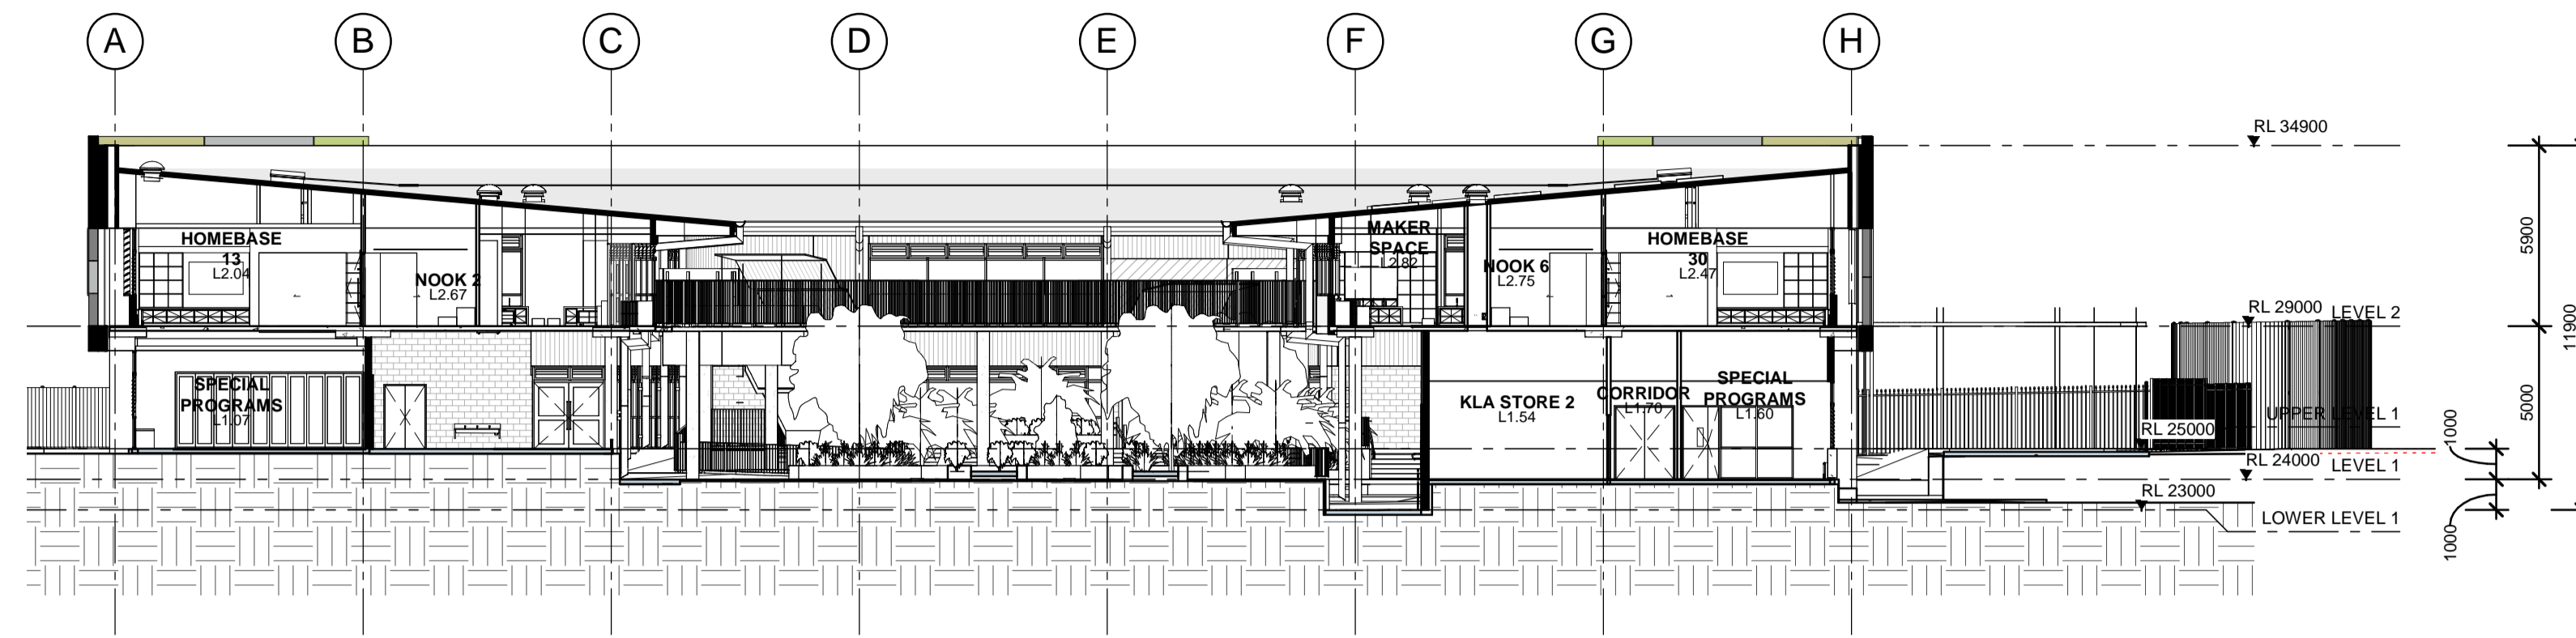 A
B
C
D
E
F
G
H
RL 34900
HOMEBASE
13
L2.04
NOOK 2
L2.67
MAKER
SPACE
L2.82
NOOK 6
L2.75
HOMEBASE
30
L2.47
5900
11900
RL 29000
LEVEL 2
SPECIAL
PROGRAMS
L1.07
KLA STORE 2
L1.54
CORRIDOR
L1.70
SPECIAL
PROGRAMS
L1.60
5000
UPPER LEVEL 1
RL 25000
1000
RL 24000
LEVEL 1
RL 23000
LOWER LEVEL 1
1000